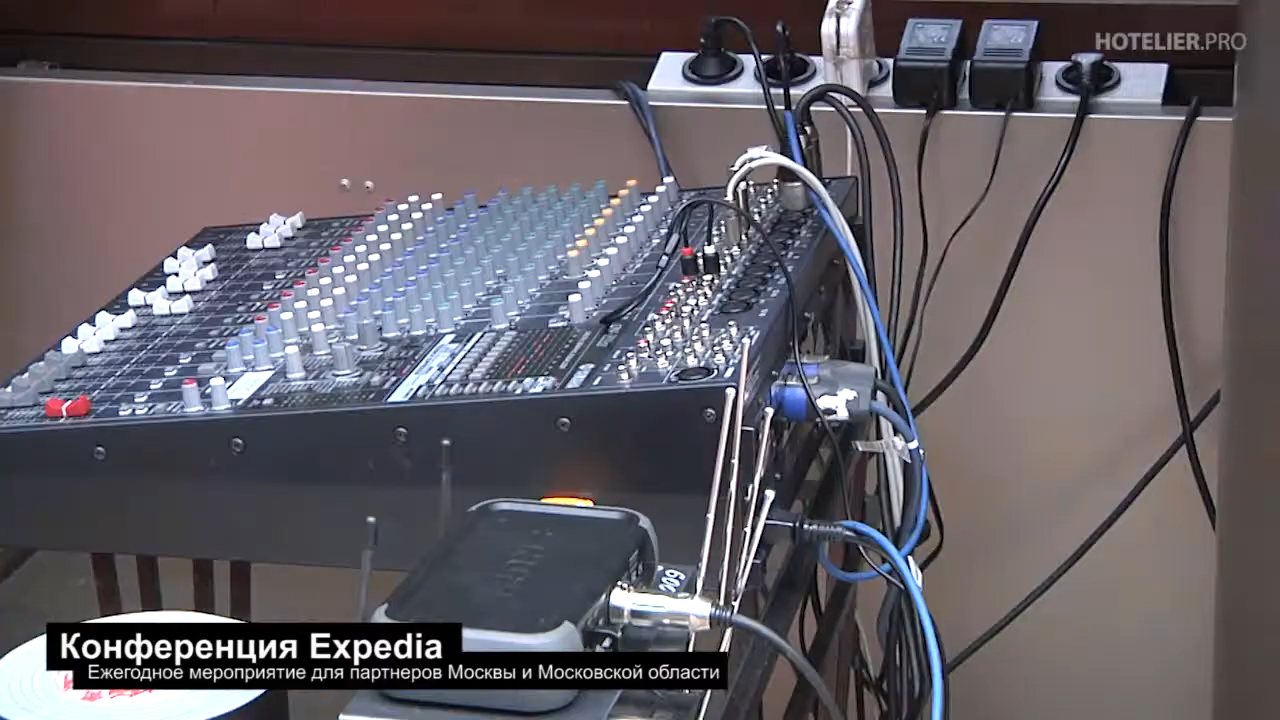 HOTELIER.PRO
Конференция Expedia
Ежегодное мероприятие для партнеров Москвы и Московской области